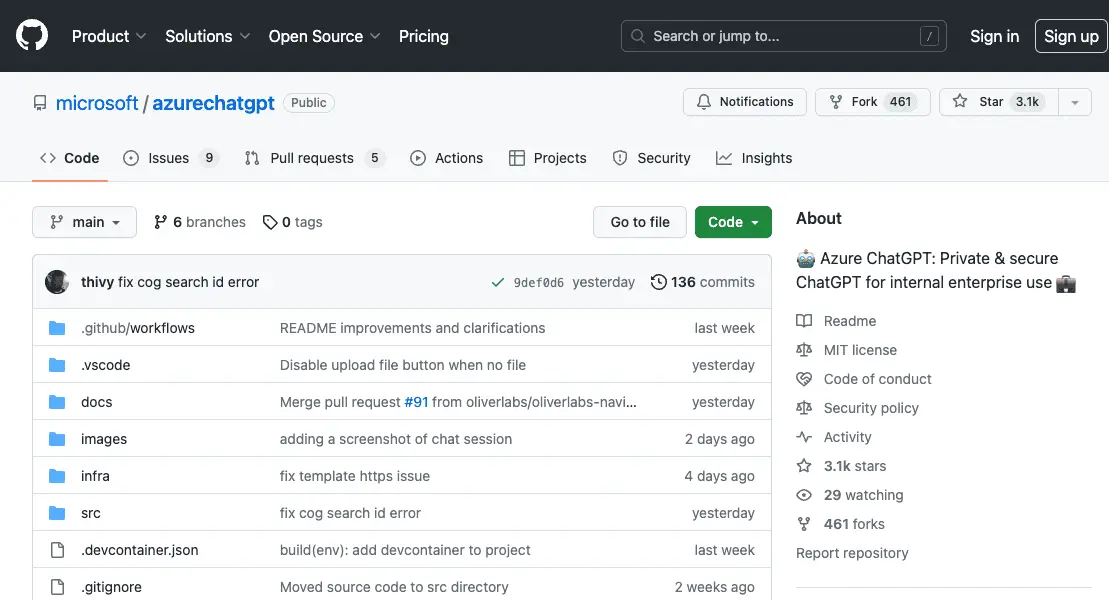 Product Solutions Open Source Pricing Search or jump to... / Sign in Sign up
microsoft / azurechatgpt Public Notifications Fork 461 Star 3.1k
Code Issues 9 Pull requests 5 Actions Projects Security Insights
main 6 branches 0 tags Go to file Code
thivy fix cog search id error 9def0d6 yesterday 136 commits
.github/workflows README improvements and clarifications last week
.vscode Disable upload file button when no file yesterday
docs Merge pull request #91 from oliverlabs/oliverlabs-navi... yesterday
images adding a screenshot of chat session 2 days ago
infra fix template https issue 4 days ago
src fix cog search id error yesterday
.devcontainer.json build(env): add devcontainer to project last week
.gitignore Moved source code to src directory 2 weeks ago
About
🤖 Azure ChatGPT: Private & secure
ChatGPT for internal enterprise use 💼
Readme
MIT license
Code of conduct
Security policy
Activity
3.1k stars
29 watching
461 forks
Report repository